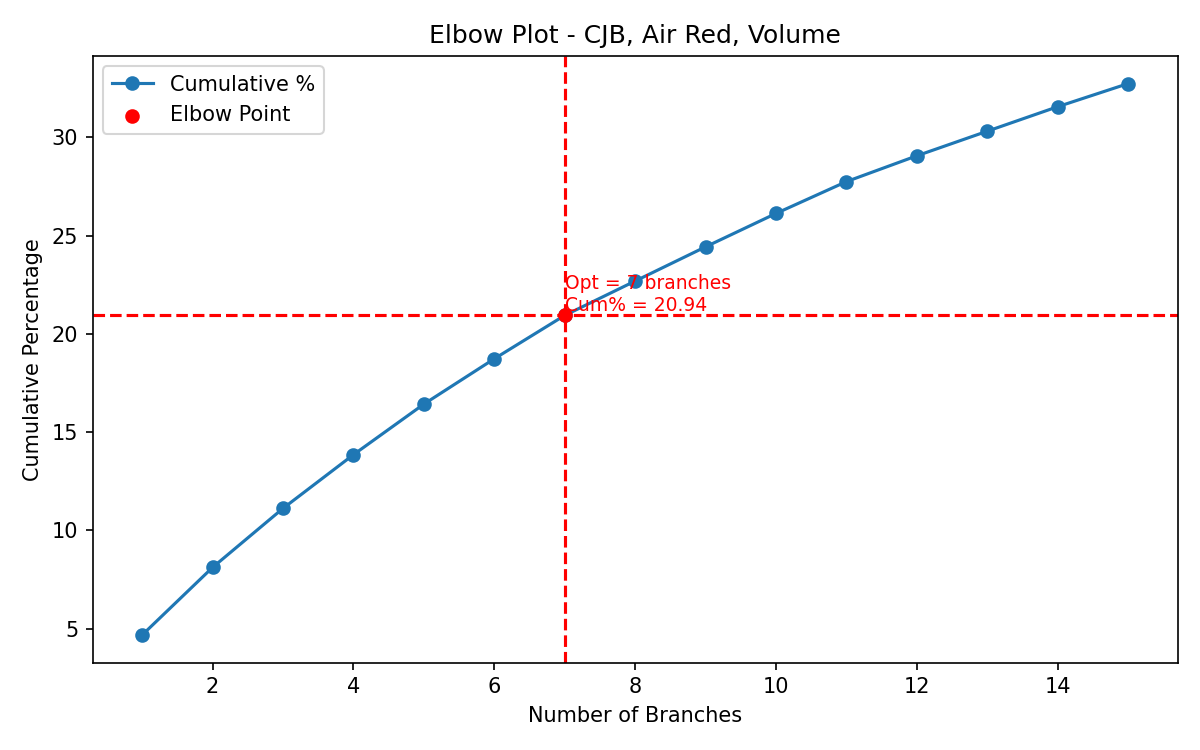 Elbow Plot - CJB, Air Red, Volume
Cumulative %
Elbow Point
30
25
20
15
10
5
Cumulative Percentage
Opt = 7 branches
Cum% = 20.94
2
4
6
8
10
12
14
Number of Branches